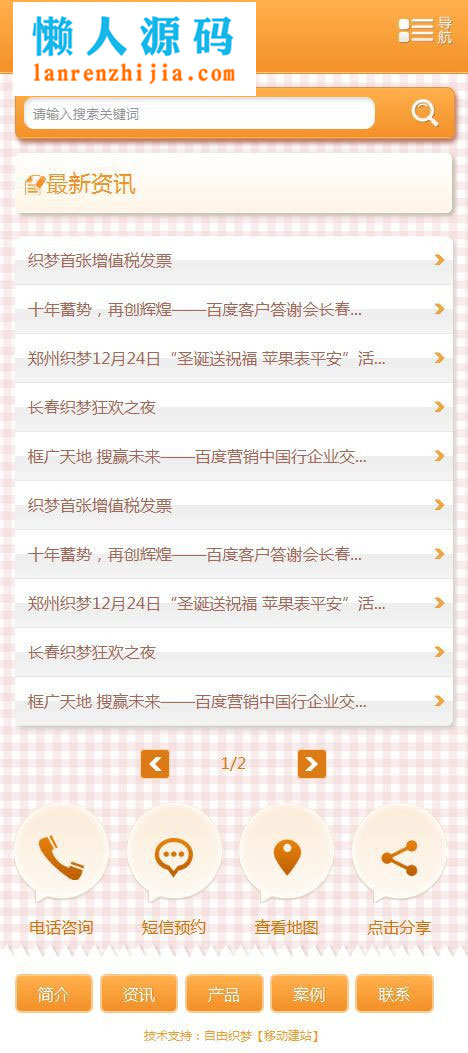 懒人源码
lanrenzhijia.com
导航
请输入搜索关键词
最新资讯
织梦首张增值税发票
十年蓄势，再创辉煌——百度客户答谢会长春...
郑州织梦12月24日“圣诞送祝福 苹果表平安”活...
长春织梦狂欢之夜
框广天地 搜赢未来——百度营销中国行企业交...
织梦首张增值税发票
十年蓄势，再创辉煌——百度客户答谢会长春...
郑州织梦12月24日“圣诞送祝福 苹果表平安”活...
长春织梦狂欢之夜
框广天地 搜赢未来——百度营销中国行企业交...
1/2
电话咨询 短信预约 查看地图 点击分享
简介 资讯 产品 案例 联系
技术支持：自由织梦【移动建站】